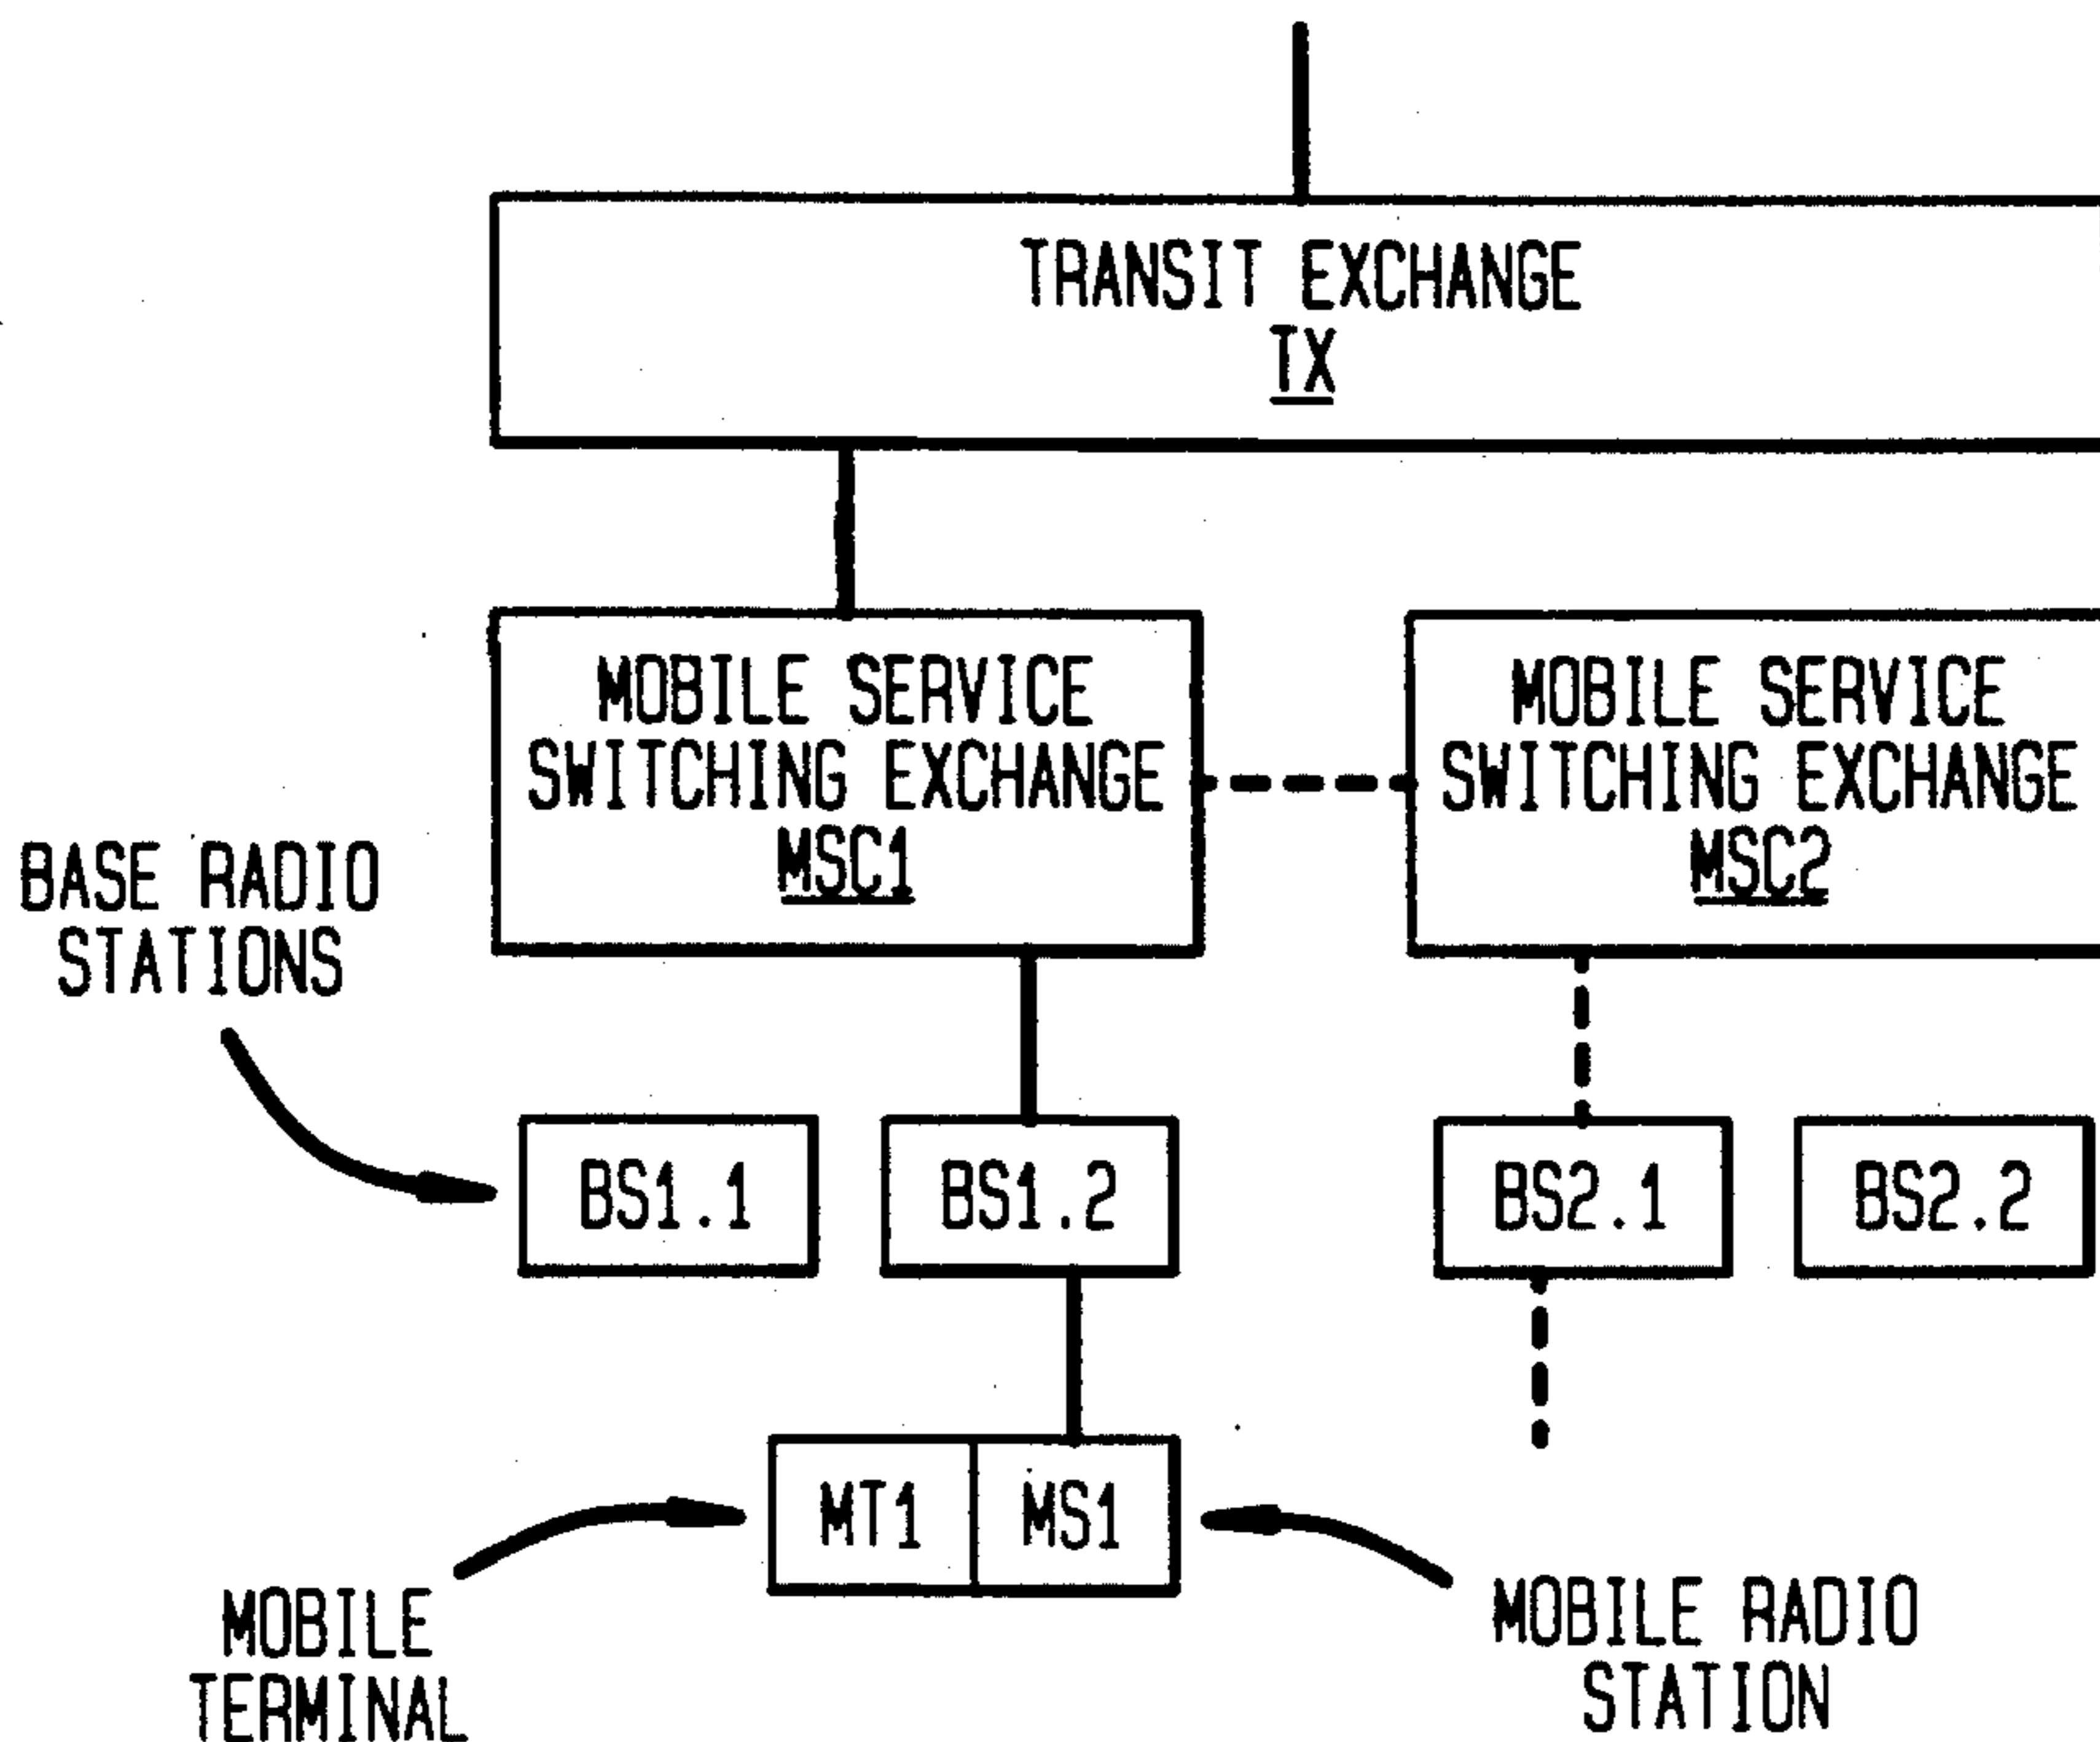 TRANSIT EXCHANGE
TX
MOBILE SERVICE
SWITCHING EXCHANGE
MSC1
MOBILE SERVICE
SWITCHING EXCHANGE
MSC2
BASE RADIO
STATIONS
BS1.1
BS1.2
BS2.1
BS2.2
MT1
MS1
MOBILE
TERMINAL
MOBILE RADIO
STATION